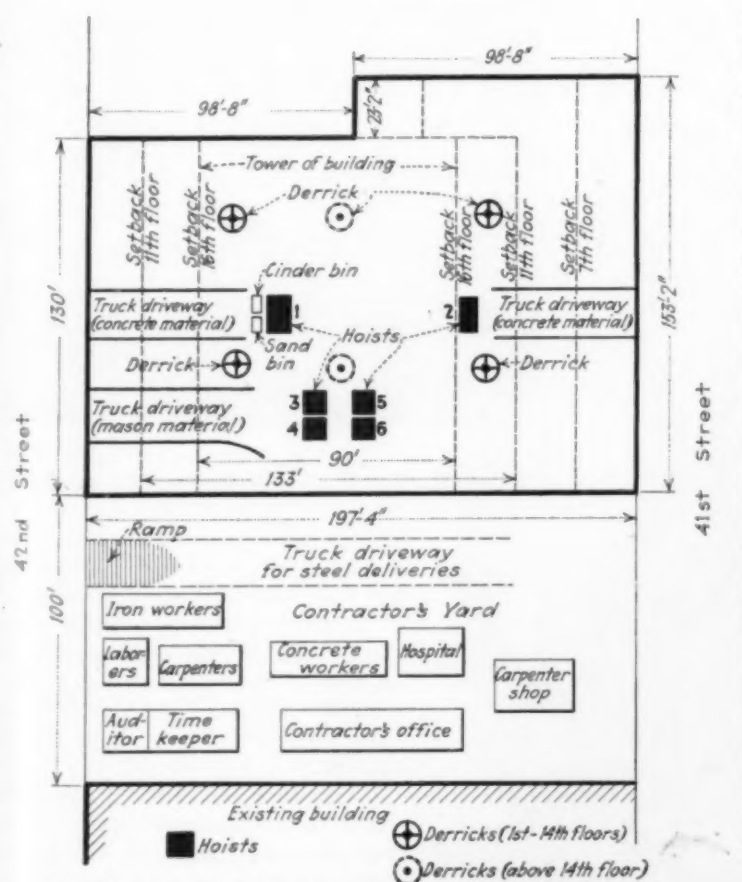 98'-8"
98'-8"
23'-2"
Tower of building
Derrick
Setback
11th floor
Setback
16th floor
Setback
16th floor
Setback
11th floor
Setback
7th floor
130'
153'-2"
Cinder bin
Truck driveway
(concrete material)
1
2
Truck driveway
(concrete material)
Hoists
Sand
bin
Derrick
Derrick
Truck driveway
(mason material)
3
5
4
6
90'
133'
42nd Street
41st Street
197'-4"
Ramp
Truck driveway
for steel deliveries
100'
Iron workers
Contractor's Yard
Labor-
ers
Carpenters
Concrete
workers
Hospital
Carpenter
shop
Aud-
itor
Time
keeper
Contractor's office
Existing building
Hoists
Derricks (1st-14th floors)
Derricks (above 14th floor)